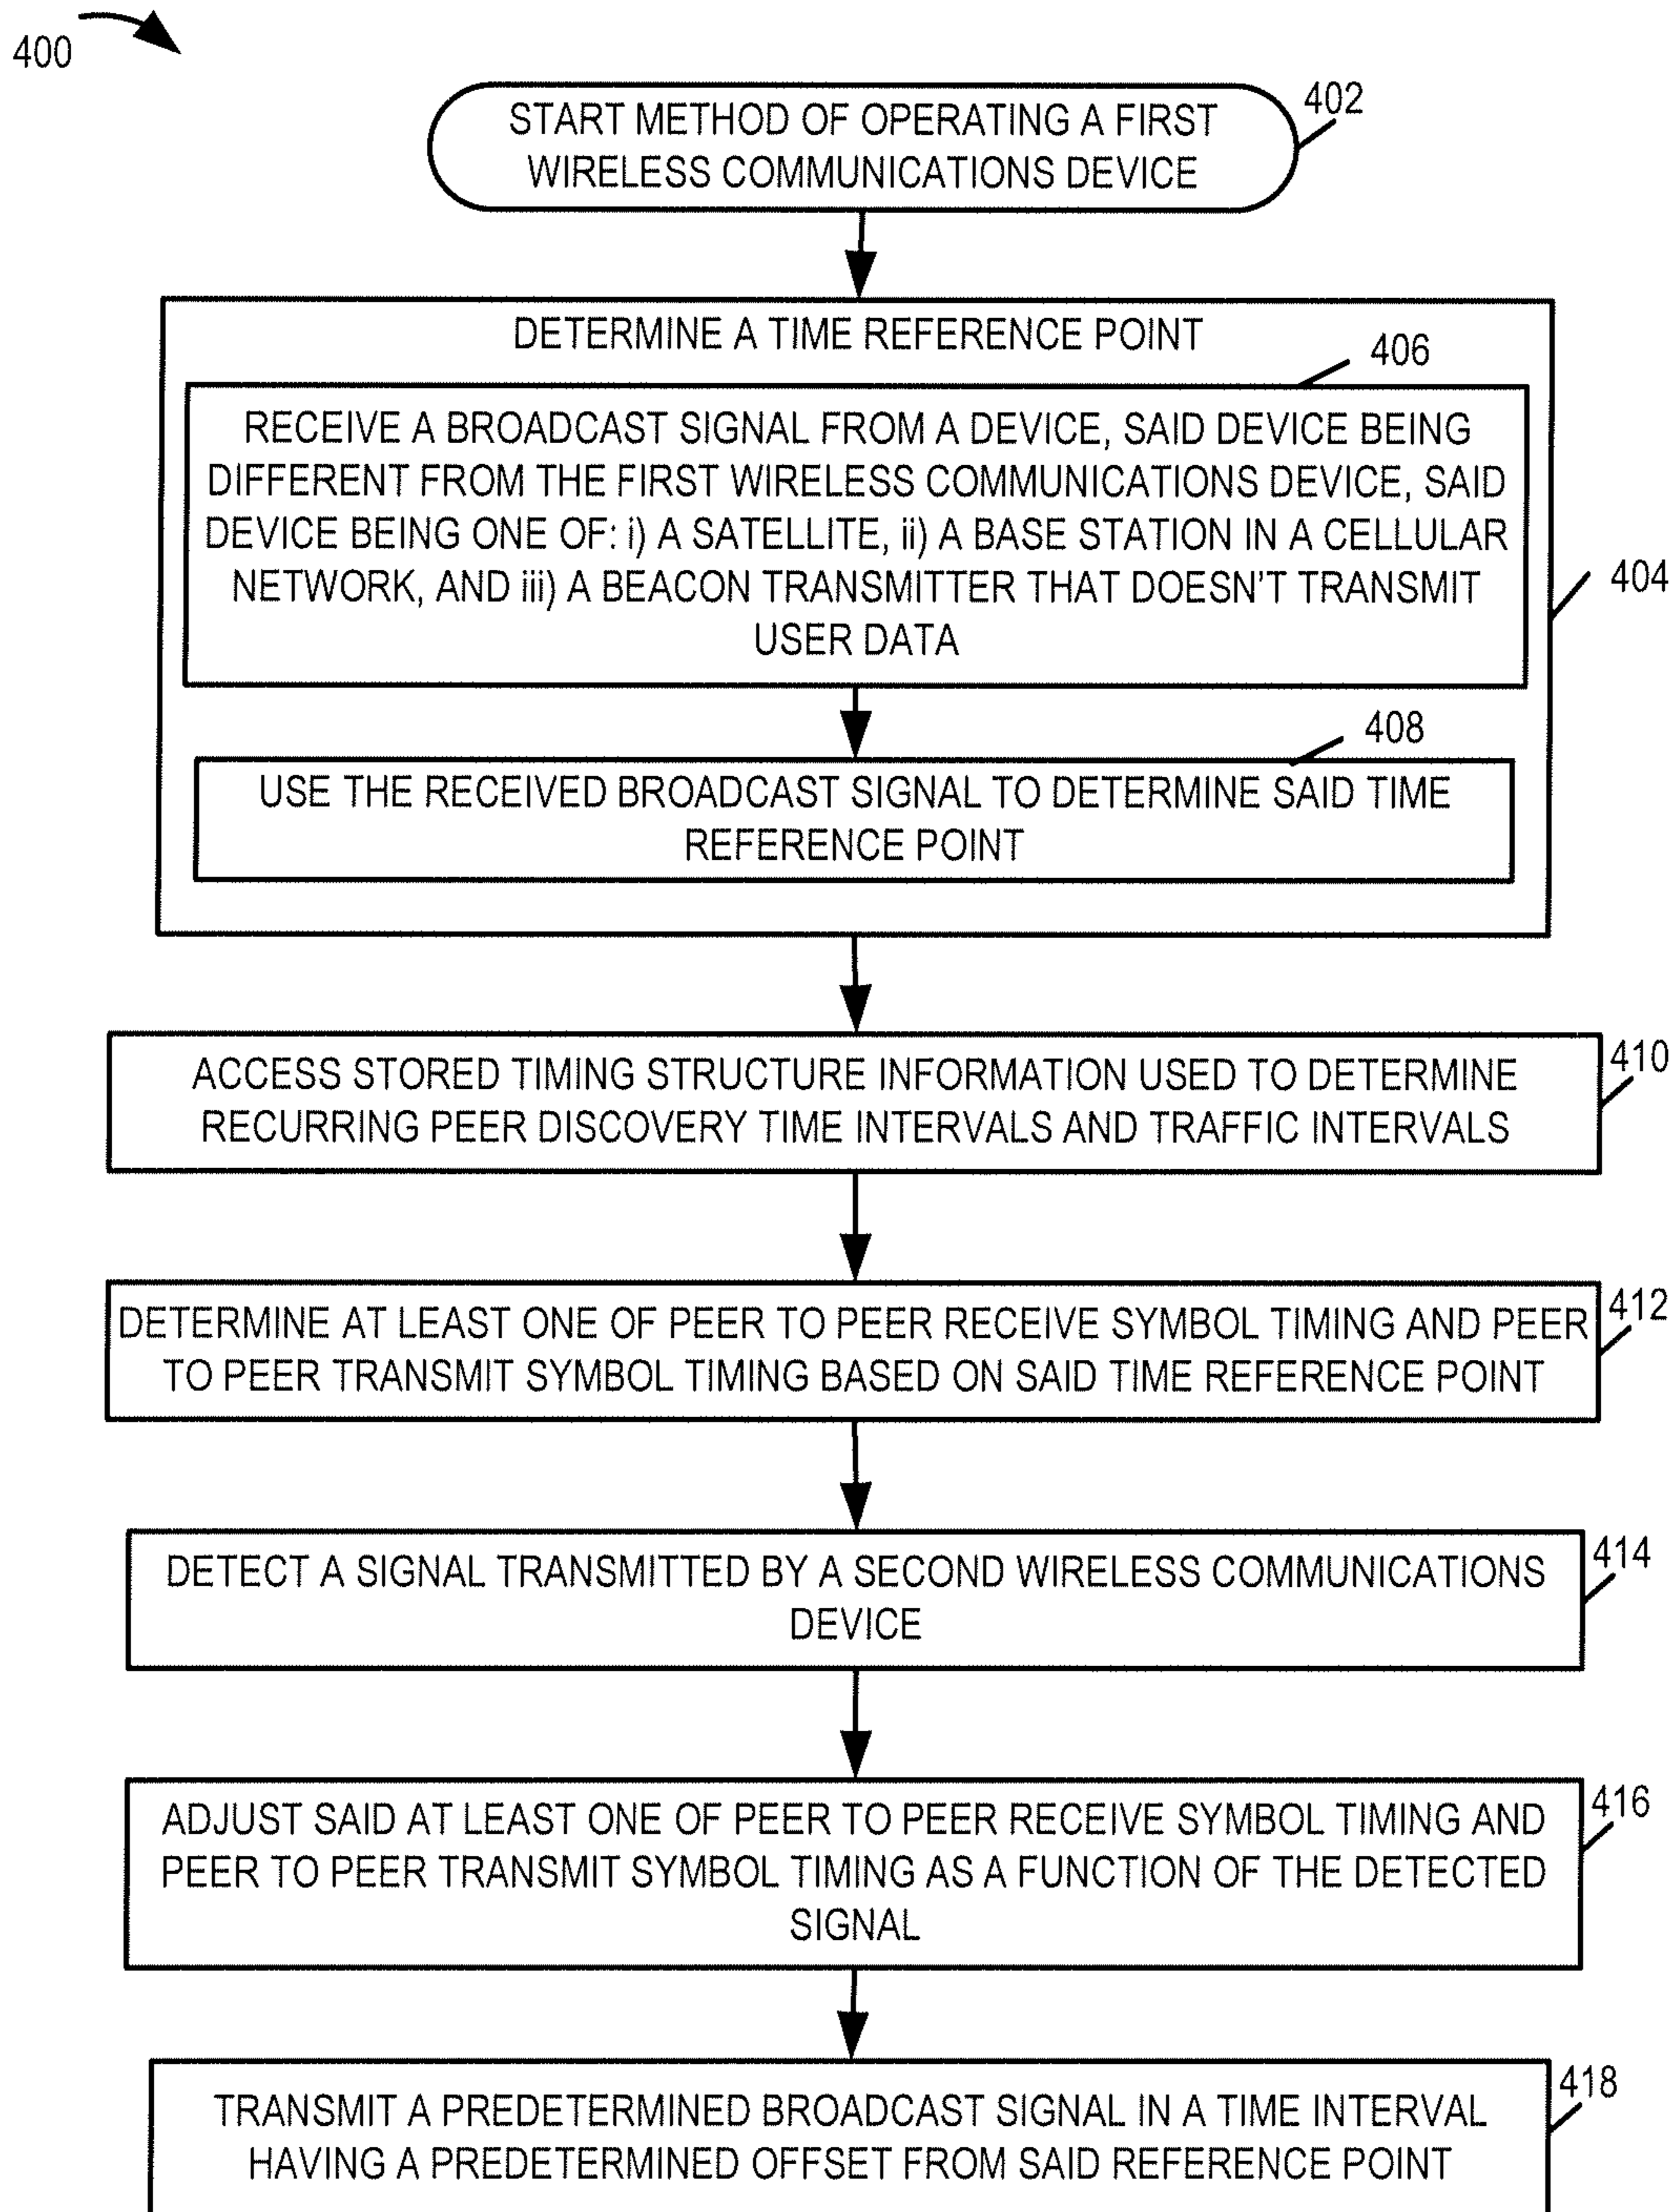 400
START METHOD OF OPERATING A FIRST
WIRELESS COMMUNICATIONS DEVICE
402
DETERMINE A TIME REFERENCE POINT
406
RECEIVE A BROADCAST SIGNAL FROM A DEVICE, SAID DEVICE BEING
DIFFERENT FROM THE FIRST WIRELESS COMMUNICATIONS DEVICE, SAID
DEVICE BEING ONE OF: i) A SATELLITE, ii) A BASE STATION IN A CELLULAR
NETWORK, AND iii) A BEACON TRANSMITTER THAT DOESN'T TRANSMIT
USER DATA
404
408
USE THE RECEIVED BROADCAST SIGNAL TO DETERMINE SAID TIME
REFERENCE POINT
410
ACCESS STORED TIMING STRUCTURE INFORMATION USED TO DETERMINE
RECURRING PEER DISCOVERY TIME INTERVALS AND TRAFFIC INTERVALS
412
DETERMINE AT LEAST ONE OF PEER TO PEER RECEIVE SYMBOL TIMING AND PEER
TO PEER TRANSMIT SYMBOL TIMING BASED ON SAID TIME REFERENCE POINT
414
DETECT A SIGNAL TRANSMITTED BY A SECOND WIRELESS COMMUNICATIONS
DEVICE
416
ADJUST SAID AT LEAST ONE OF PEER TO PEER RECEIVE SYMBOL TIMING AND
PEER TO PEER TRANSMIT SYMBOL TIMING AS A FUNCTION OF THE DETECTED
SIGNAL
418
TRANSMIT A PREDETERMINED BROADCAST SIGNAL IN A TIME INTERVAL
HAVING A PREDETERMINED OFFSET FROM SAID REFERENCE POINT